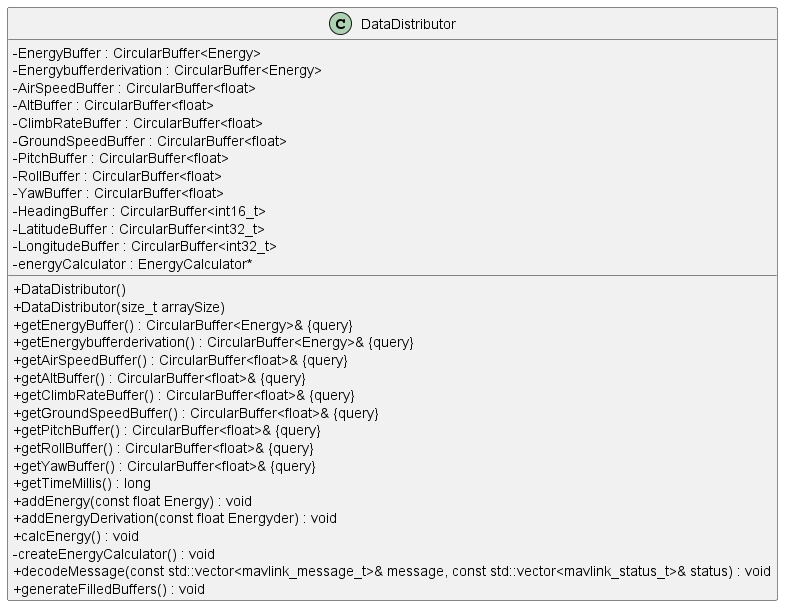 C DataDistributor
-EnergyBuffer : CircularBuffer<Energy>
-Energybufferderivation : CircularBuffer<Energy>
-AirSpeedBuffer : CircularBuffer<float>
-AltBuffer : CircularBuffer<float>
-ClimbRateBuffer : CircularBuffer<float>
-GroundSpeedBuffer : CircularBuffer<float>
-PitchBuffer : CircularBuffer<float>
-RollBuffer : CircularBuffer<float>
-YawBuffer : CircularBuffer<float>
-HeadingBuffer : CircularBuffer<int16_t>
-LatitudeBuffer : CircularBuffer<int32_t>
-LongitudeBuffer : CircularBuffer<int32_t>
-energyCalculator : EnergyCalculator*
+DataDistributor()
+DataDistributor(size_t arraySize)
+getEnergyBuffer() : CircularBuffer<Energy>& {query}
+getEnergybufferderivation() : CircularBuffer<Energy>& {query}
+getAirSpeedBuffer() : CircularBuffer<float>& {query}
+getAltBuffer() : CircularBuffer<float>& {query}
+getClimbRateBuffer() : CircularBuffer<float>& {query}
+getGroundSpeedBuffer() : CircularBuffer<float>& {query}
+getPitchBuffer() : CircularBuffer<float>& {query}
+getRollBuffer() : CircularBuffer<float>& {query}
+getYawBuffer() : CircularBuffer<float>& {query}
+getTimeMillis() : long
+addEnergy(const float Energy) : void
+addEnergyDerivation(const float Energyder) : void
+calcEnergy() : void
-createEnergyCalculator() : void
+decodeMessage(const std::vector<mavlink_message_t>& message, const std::vector<mavlink_status_t>& status) : void
+generateFilledBuffers() : void